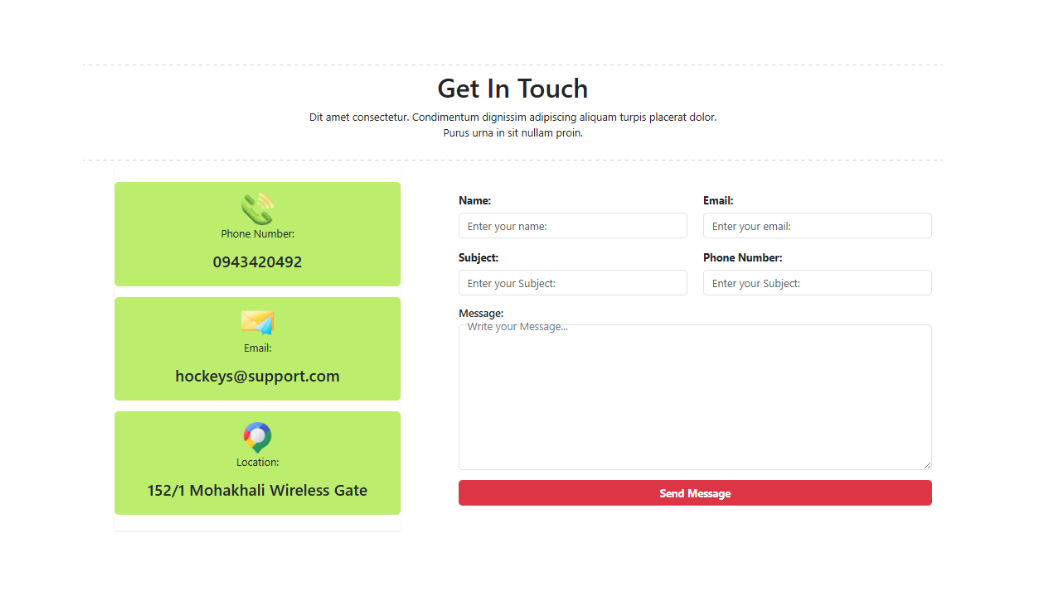 Get In Touch
Dit amet consectetur. Condimentum dignissim adipiscing aliquam turpis placerat dolor.
Purus urna in sit nullam proin.
Phone Number:
0943420492
Email:
hockeys@support.com
Location:
152/1 Mohakhali Wireless Gate
Name:
Enter your name:
Email:
Enter your email:
Subject:
Enter your Subject:
Phone Number:
Enter your Subject:
Message:
Write your Message...
Send Message